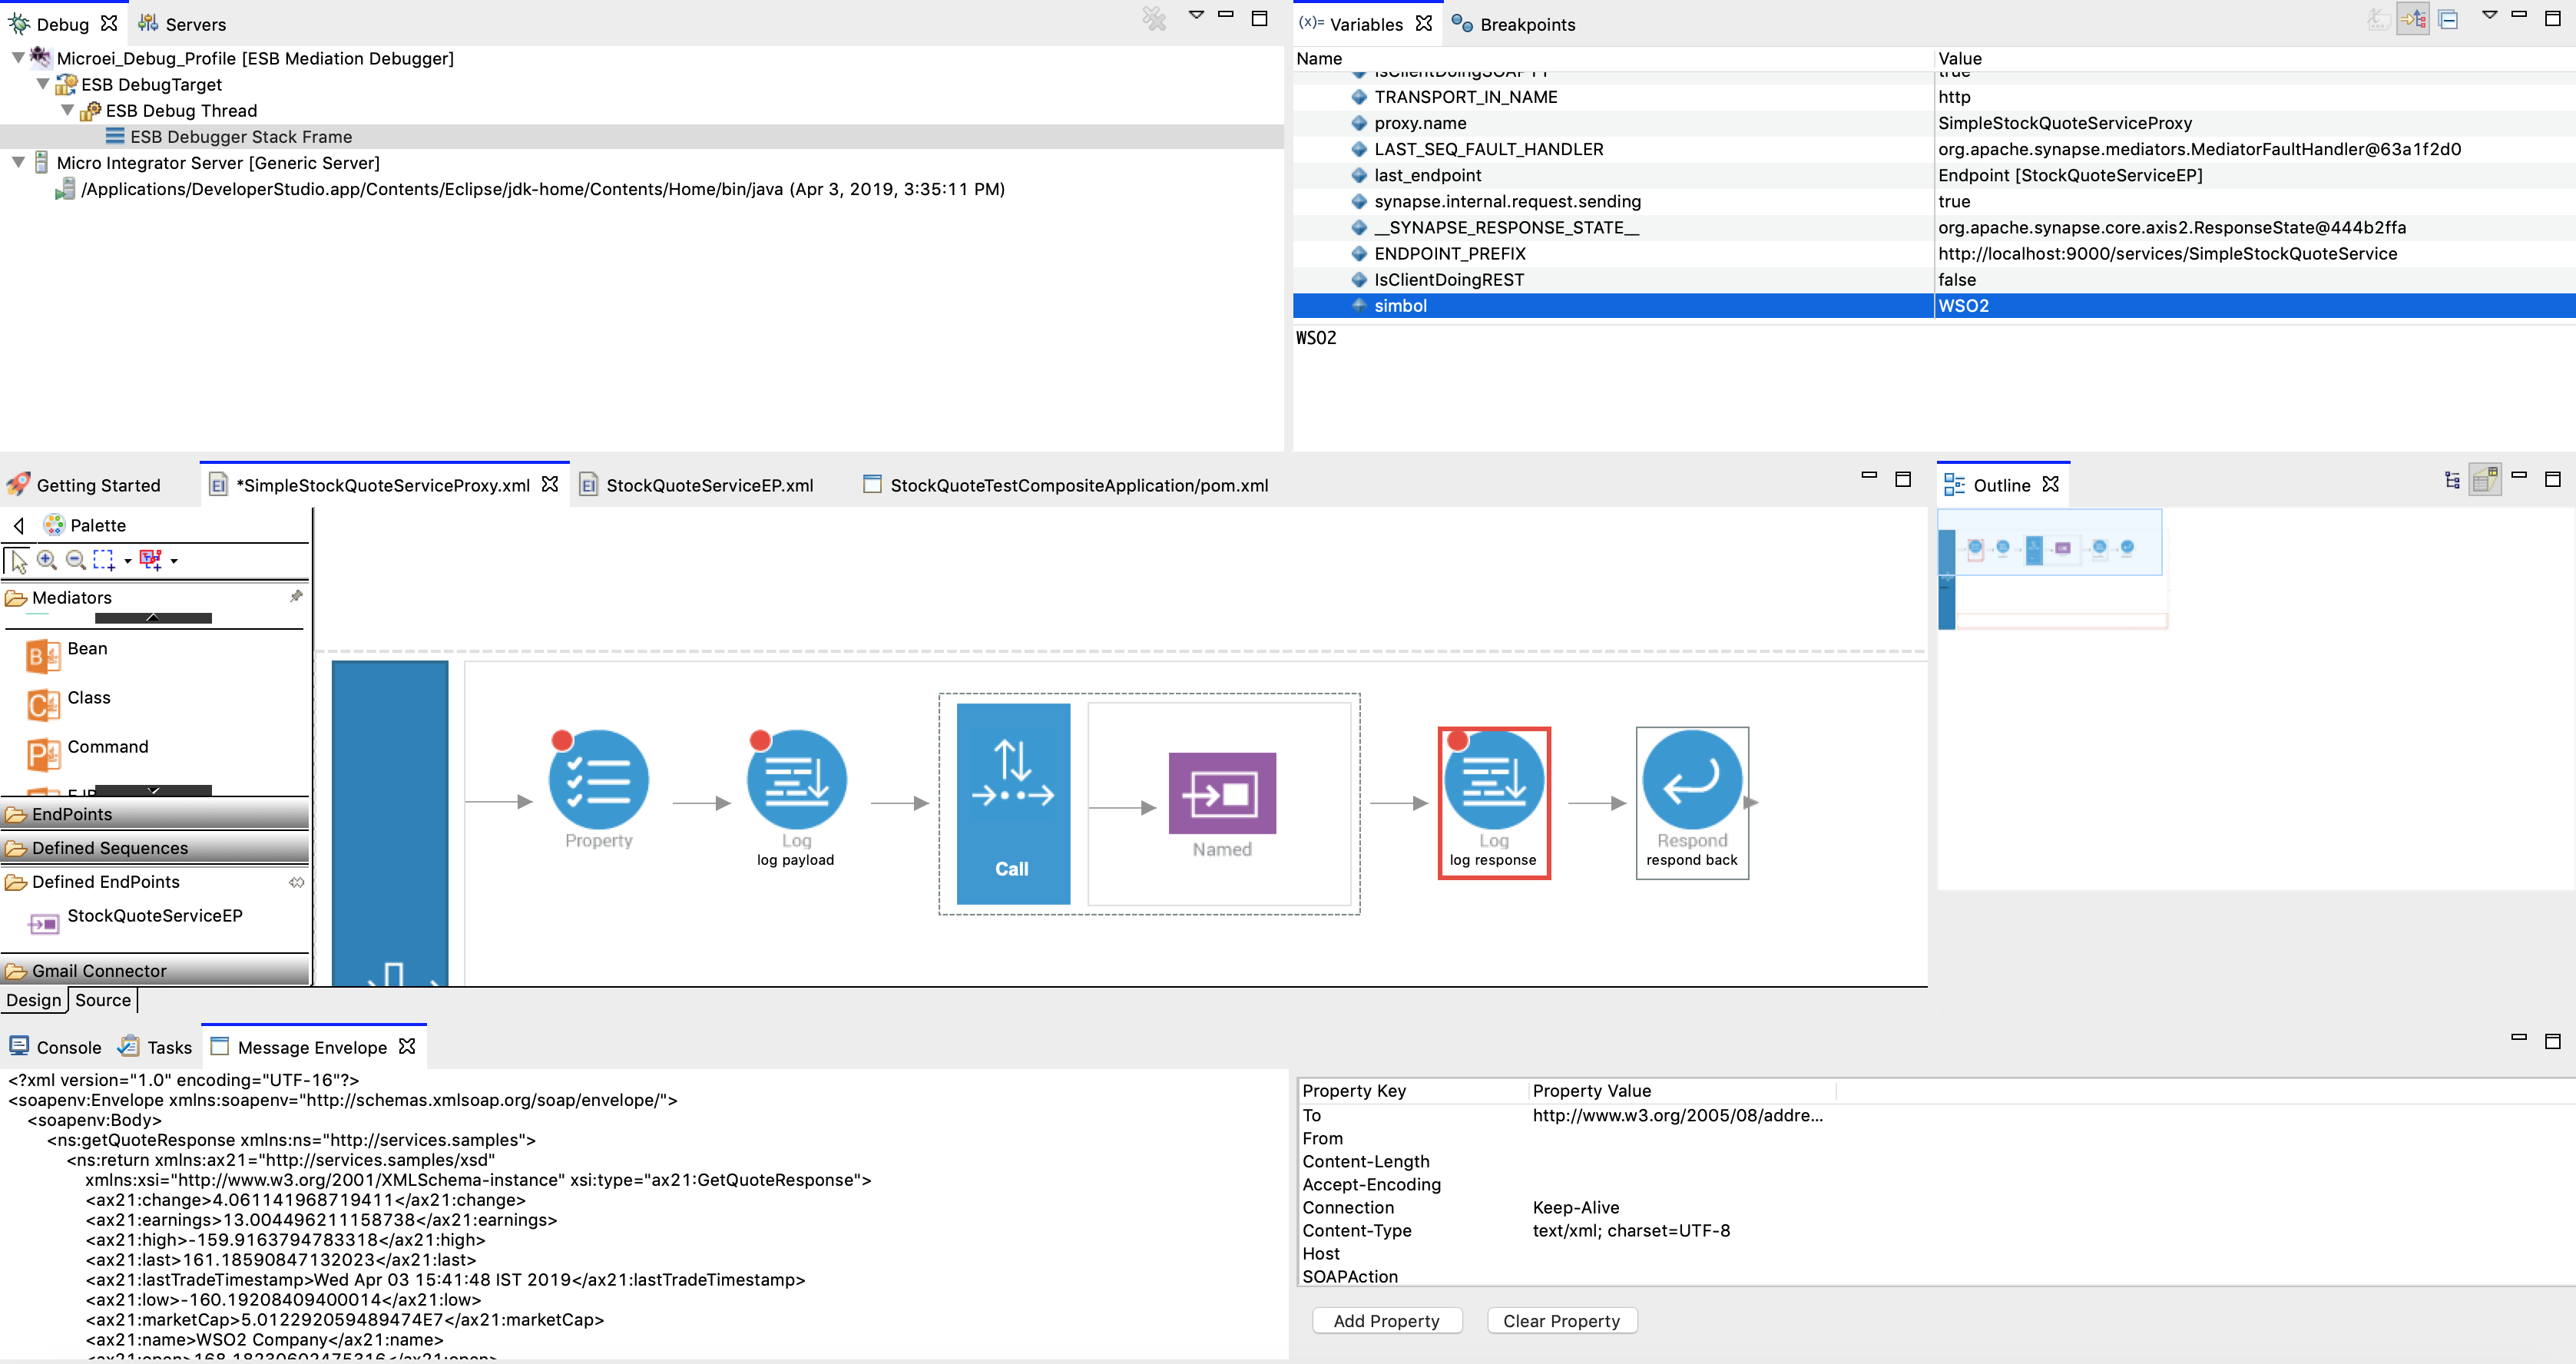 Debug
Servers
Microei_Debug_Profile [ESB Mediation Debugger]
ESB DebugTarget
ESB Debug Thread
ESB Debugger Stack Frame
Micro Integrator Server [Generic Server]
/Applications/DeveloperStudio.app/Contents/Eclipse/jdk-home/Contents/Home/bin/java (Apr 3, 2019, 3:35:11 PM)
(x)= Variables
Breakpoints
Name Value
true
TRANSPORT_IN_NAME http
proxy.name SimpleStockQuoteServiceProxy
LAST_SEQ_FAULT_HANDLER org.apache.synapse.mediators.MediatorFaultHandler@63a1f2d0
last_endpoint Endpoint [StockQuoteServiceEP]
synapse.internal.request.sending true
__SYNAPSE_RESPONSE_STATE__ org.apache.synapse.core.axis2.ResponseState@444b2ffa
ENDPOINT_PREFIX http://localhost:9000/services/SimpleStockQuoteService
IsClientDoingREST false
simbol WSO2
WSO2
Getting Started
EI *SimpleStockQuoteServiceProxy.xml
EI StockQuoteServiceEP.xml
StockQuoteTestCompositeApplication/pom.xml
Outline
Palette
Mediators
Bean
Class
Command
EndPoints
Defined Sequences
Defined EndPoints
StockQuoteServiceEP
Gmail Connector
Design Source
Property
Log
log payload
Call
Named
Log
log response
Respond
respond back
Console
Tasks
Message Envelope
<?xml version="1.0" encoding="UTF-16"?>
<soapenv:Envelope xmlns:soapenv="http://schemas.xmlsoap.org/soap/envelope/">
<soapenv:Body>
<ns:getQuoteResponse xmlns:ns="http://services.samples">
<ns:return xmlns:ax21="http://services.samples/xsd"
xmlns:xsi="http://www.w3.org/2001/XMLSchema-instance" xsi:type="ax21:GetQuoteResponse">
<ax21:change>4.061141968719411</ax21:change>
<ax21:earnings>13.004496211158738</ax21:earnings>
<ax21:high>-159.9163794783318</ax21:high>
<ax21:last>161.18590847132023</ax21:last>
<ax21:lastTradeTimestamp>Wed Apr 03 15:41:48 IST 2019</ax21:lastTradeTimestamp>
<ax21:low>-160.19208409400014</ax21:low>
<ax21:marketCap>5.012292059489474E7</ax21:marketCap>
<ax21:name>WSO2 Company</ax21:name>
Property Key Property Value
To http://www.w3.org/2005/08/addre...
From
Content-Length
Accept-Encoding
Connection Keep-Alive
Content-Type text/xml; charset=UTF-8
Host
SOAPAction
Add Property
Clear Property